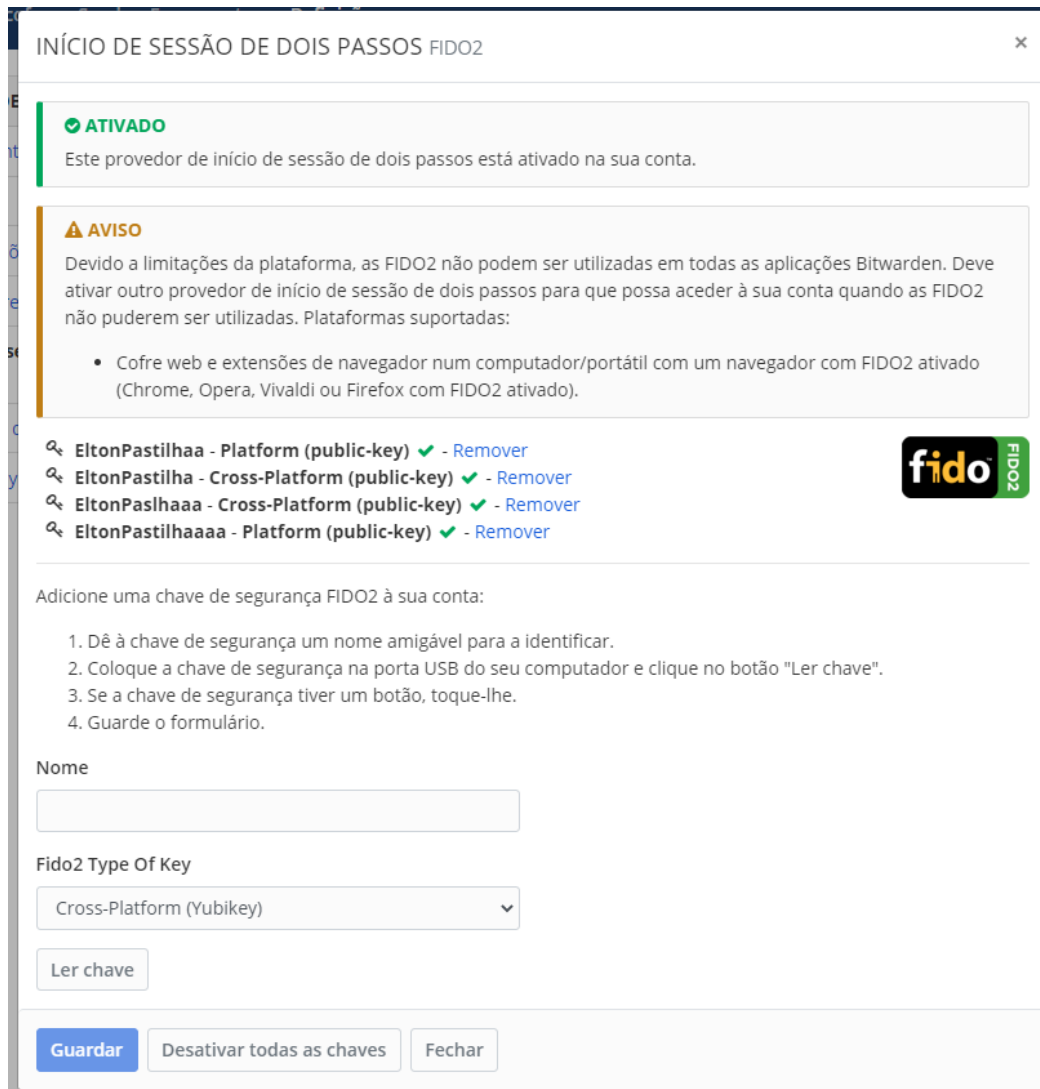 INÍCIO DE SESSÃO DE DOIS PASSOS FIDO2
×
ATIVADO
Este provedor de início de sessão de dois passos está ativado na sua conta.
AVISO
Devido a limitações da plataforma, as FIDO2 não podem ser utilizadas em todas as aplicações Bitwarden. Deve
ativar outro provedor de início de sessão de dois passos para que possa aceder à sua conta quando as FIDO2
não puderem ser utilizadas. Plataformas suportadas:
• Cofre web e extensões de navegador num computador/portátil com um navegador com FIDO2 ativado
(Chrome, Opera, Vivaldi ou Firefox com FIDO2 ativado).
EltonPastilhaa - Platform (public-key) ✔ - Remover
EltonPastilha - Cross-Platform (public-key) ✔ - Remover
EltonPaslhaaa - Cross-Platform (public-key) ✔ - Remover
EltonPastilhaaaa - Platform (public-key) ✔ - Remover
fido™ FIDO2
Adicione uma chave de segurança FIDO2 à sua conta:
1. Dê à chave de segurança um nome amigável para a identificar.
2. Coloque a chave de segurança na porta USB do seu computador e clique no botão "Ler chave".
3. Se a chave de segurança tiver um botão, toque-lhe.
4. Guarde o formulário.
Nome
Fido2 Type Of Key
Cross-Platform (Yubikey)
Ler chave
Guardar
Desativar todas as chaves
Fechar